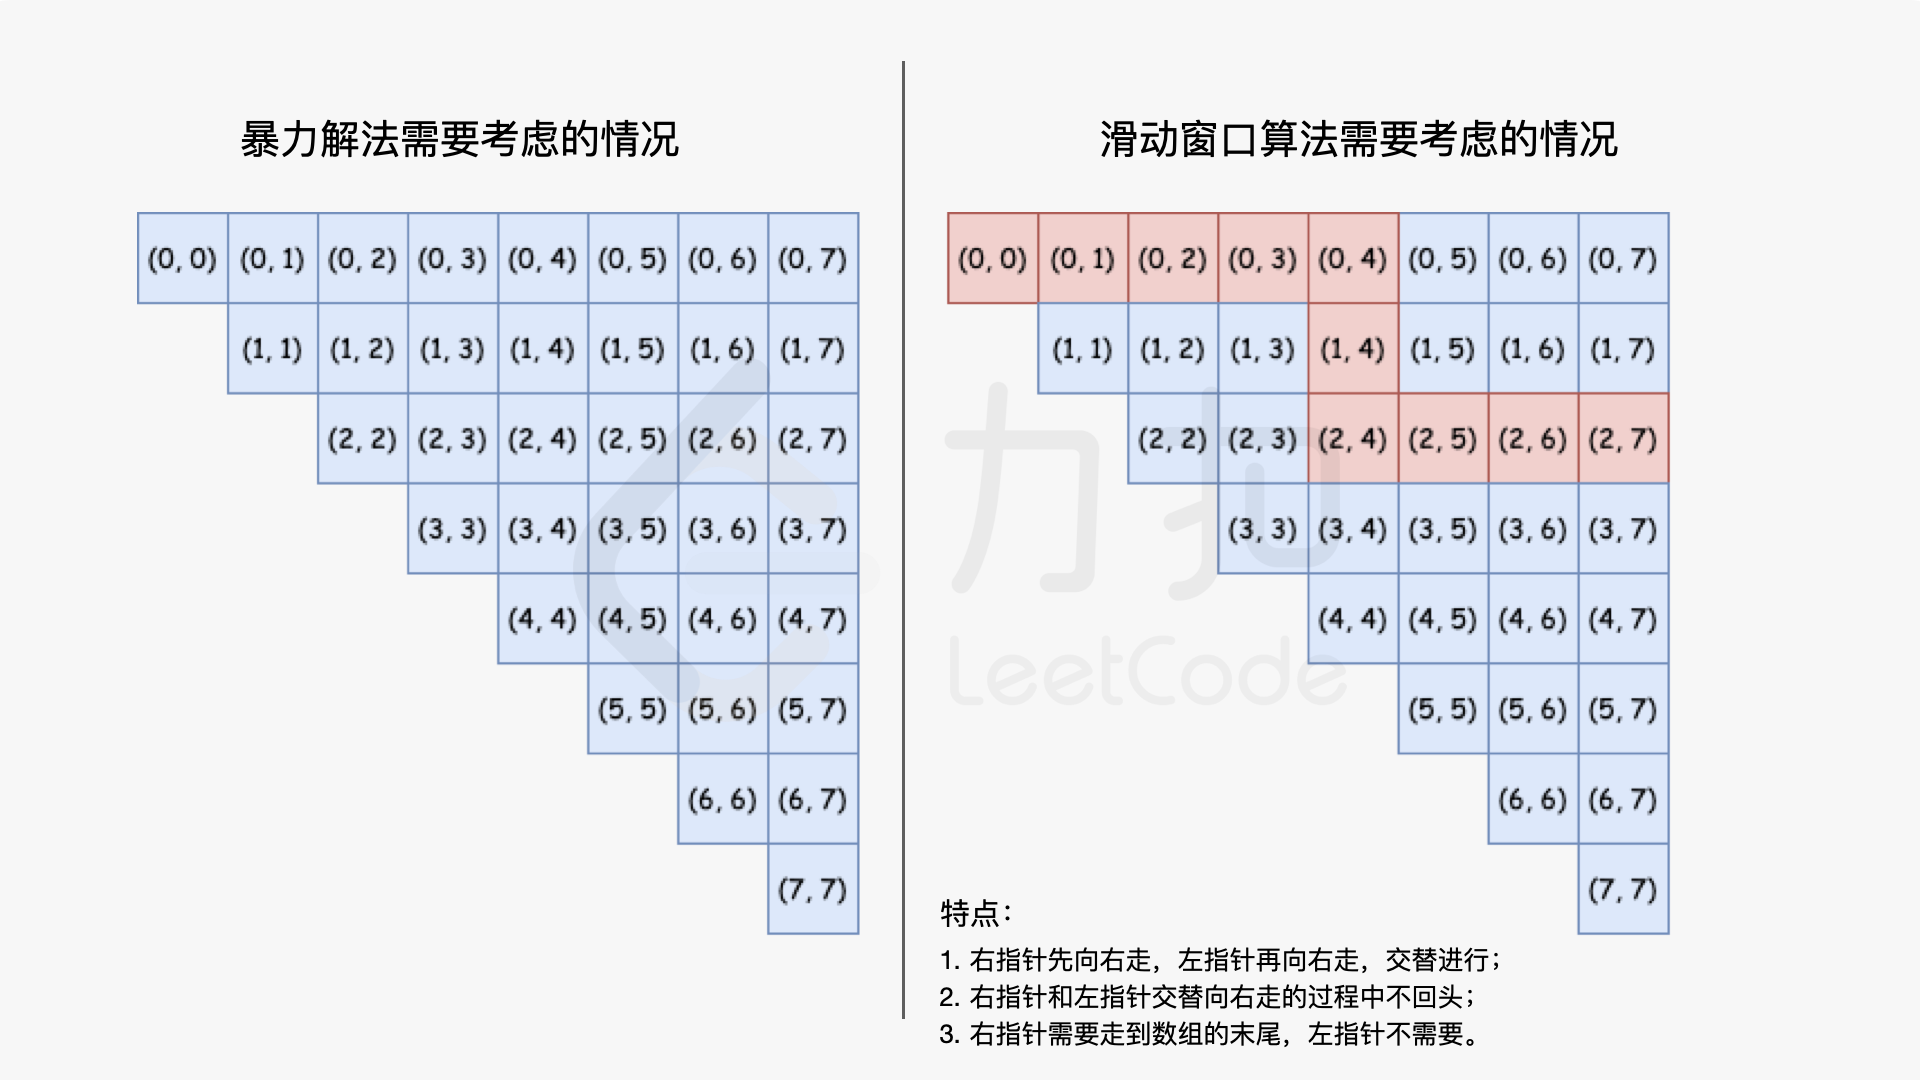 暴力解法需要考虑的情况
(0, 0) (0, 1) (0, 2) (0, 3) (0, 4) (0, 5) (0, 6) (0, 7)
(1, 1) (1, 2) (1, 3) (1, 4) (1, 5) (1, 6) (1, 7)
(2, 2) (2, 3) (2, 4) (2, 5) (2, 6) (2, 7)
(3, 3) (3, 4) (3, 5) (3, 6) (3, 7)
(4, 4) (4, 5) (4, 6) (4, 7)
(5, 5) (5, 6) (5, 7)
(6, 6) (6, 7)
(7, 7)
滑动窗口算法需要考虑的情况
(0, 0) (0, 1) (0, 2) (0, 3) (0, 4) (0, 5) (0, 6) (0, 7)
(1, 1) (1, 2) (1, 3) (1, 4) (1, 5) (1, 6) (1, 7)
(2, 2) (2, 3) (2, 4) (2, 5) (2, 6) (2, 7)
(3, 3) (3, 4) (3, 5) (3, 6) (3, 7)
(4, 4) (4, 5) (4, 6) (4, 7)
(5, 5) (5, 6) (5, 7)
(6, 6) (6, 7)
(7, 7)
力扣
LeetCode
特点：
1. 右指针先向右走，左指针再向右走，交替进行；
2. 右指针和左指针交替向右走的过程中不回头；
3. 右指针需要走到数组的末尾，左指针不需要。